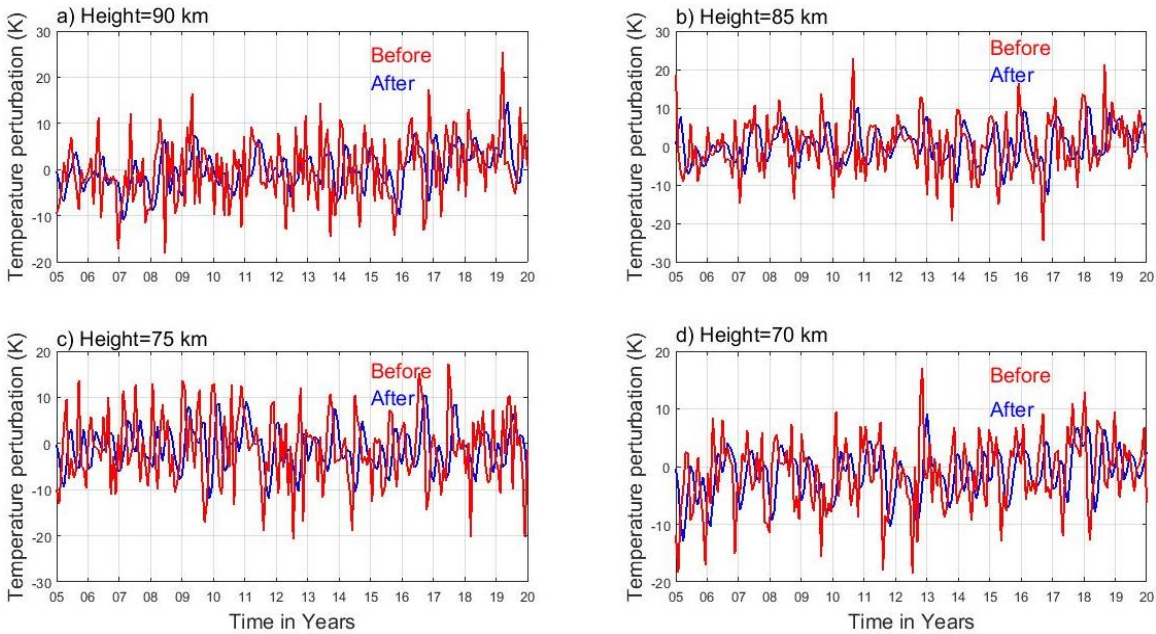 a) Height=90 km
Temperature perturbation (K)
30
20
10
0
-10
-20
Before
After
05 06 07 08 09 10 11 12 13 14 15 16 17 18 19 20
b) Height=85 km
Temperature perturbation (K)
30
20
10
0
-10
-20
-30
Before
After
05 06 07 08 09 10 11 12 13 14 15 16 17 18 19 20
c) Height=75 km
Temperature perturbation (K)
20
10
0
-10
-20
-30
Before
After
05 06 07 08 09 10 11 12 13 14 15 16 17 18 19 20
Time in Years
d) Height=70 km
Temperature perturbation (K)
20
10
0
-10
-20
Before
After
05 06 07 08 09 10 11 12 13 14 15 16 17 18 19 20
Time in Years